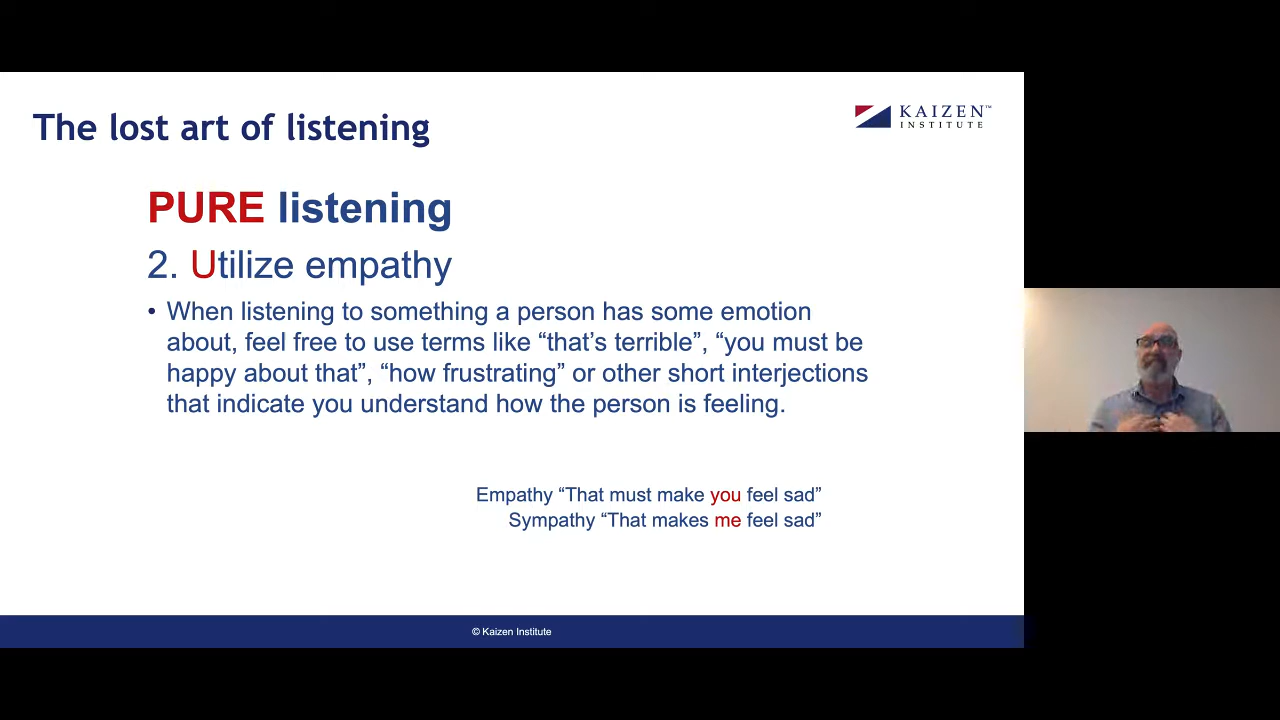 The lost art of listening
KAIZEN™
INSTITUTE
PURE listening
2. Utilize empathy
• When listening to something a person has some emotion
about, feel free to use terms like “that’s terrible”, “you must be
happy about that”, “how frustrating” or other short interjections
that indicate you understand how the person is feeling.
Empathy “That must make you feel sad”
Sympathy “That makes me feel sad”
© Kaizen Institute